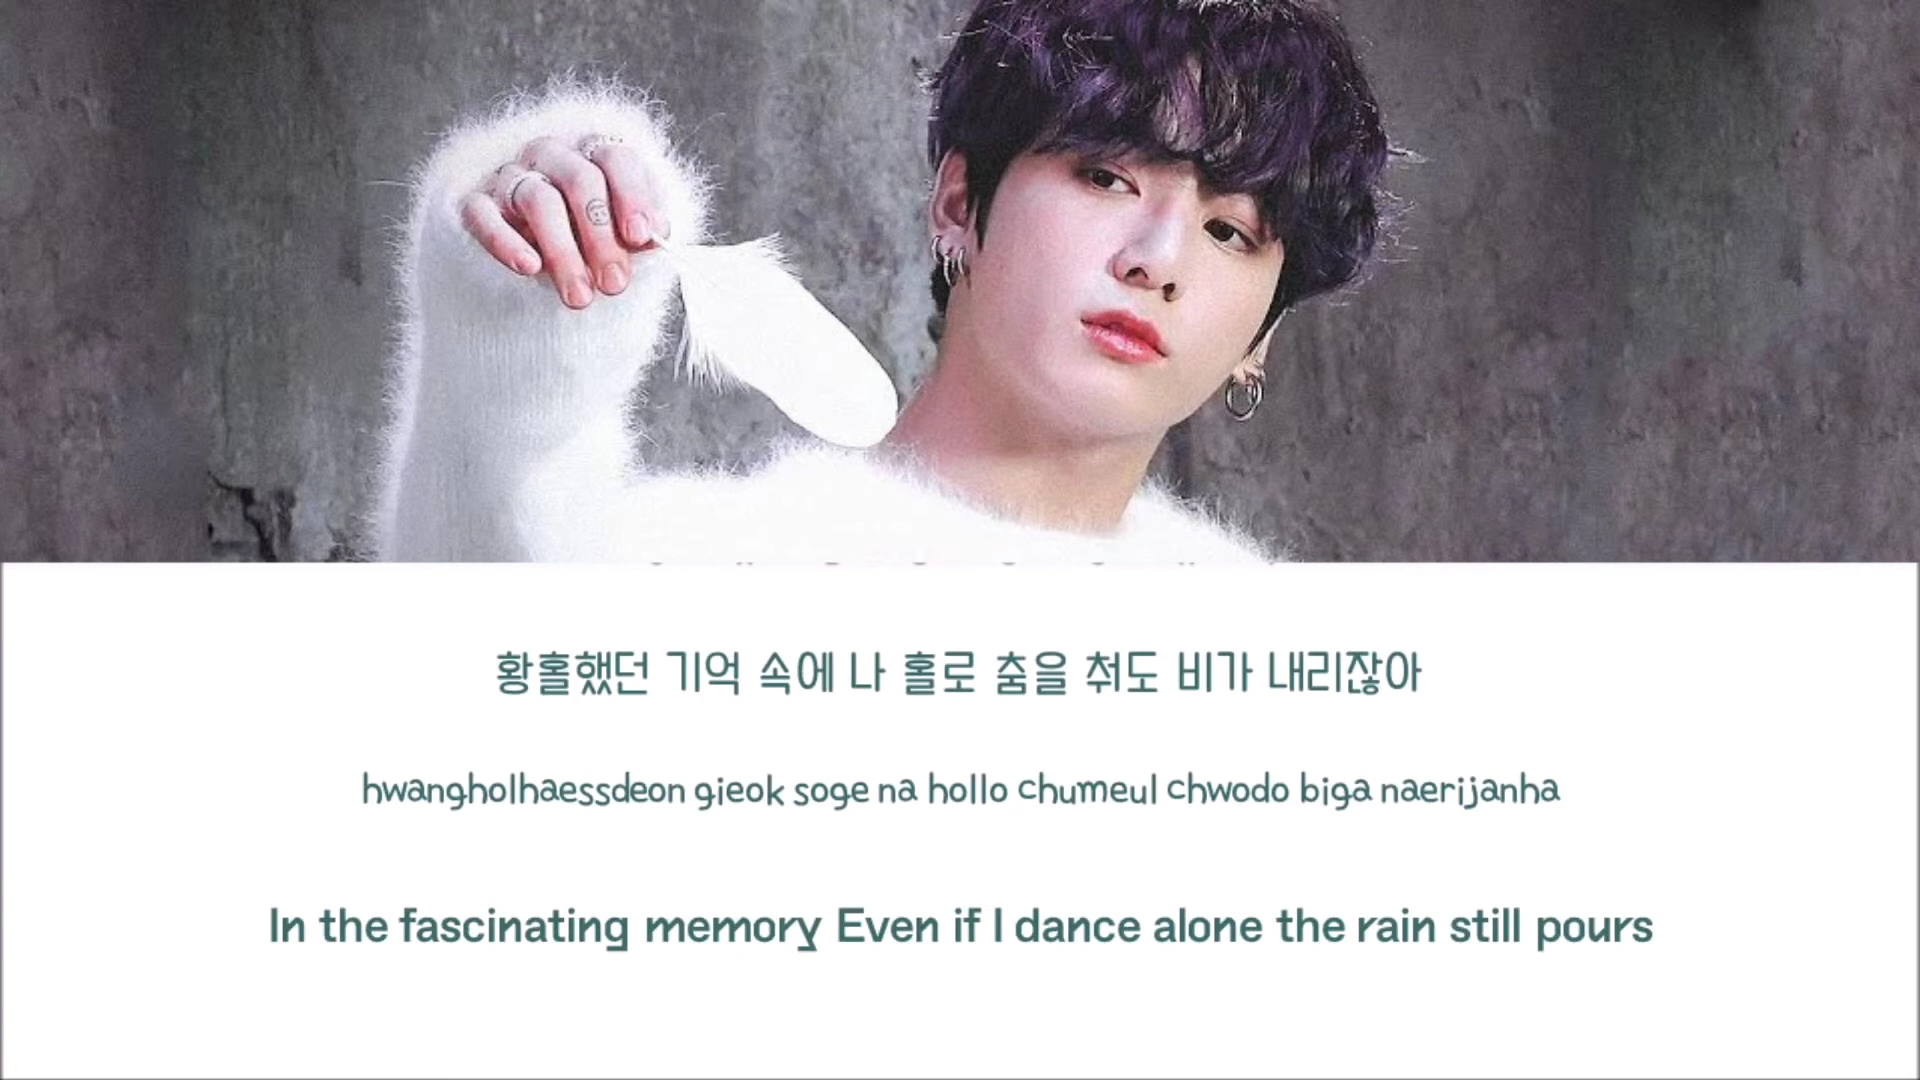 황홀했던 기억 속에 나 홀로 춤을 춰도 비가 내리잖아
hwangholhaessdeon gieok soge na hollo chumeul chwodo biga naerijanha
In the fascinating memory Even if I dance alone the rain still pours